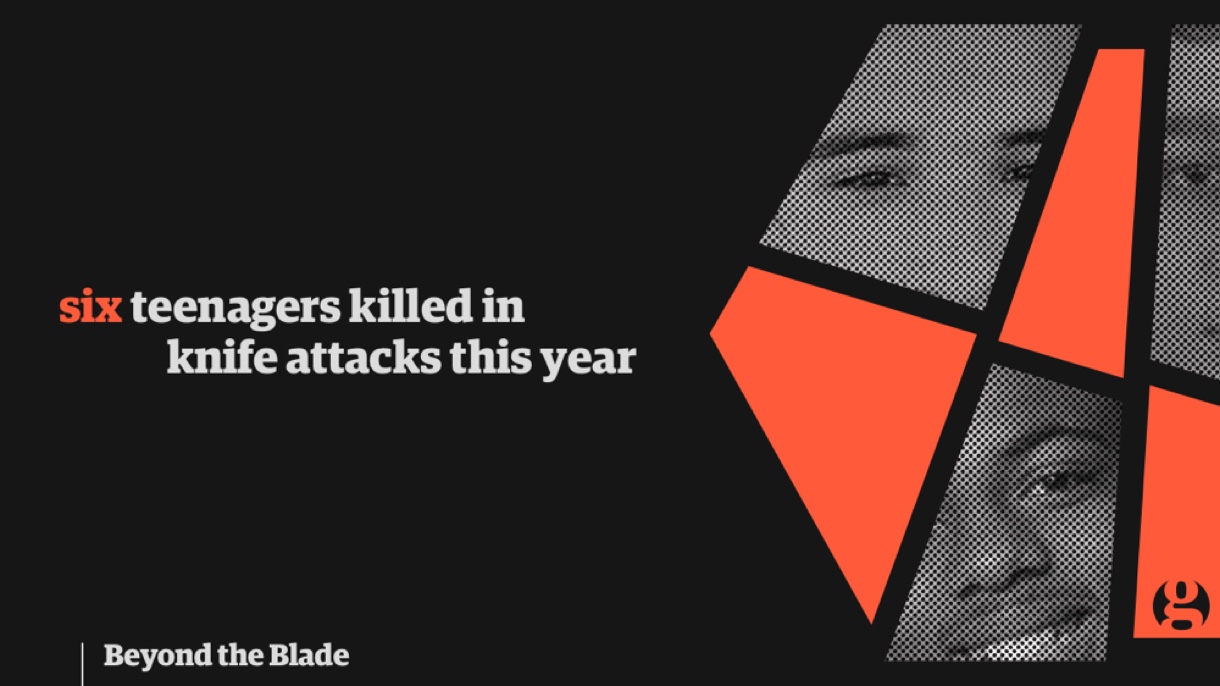 six teenagers killed in
knife attacks this year
Beyond the Blade
g